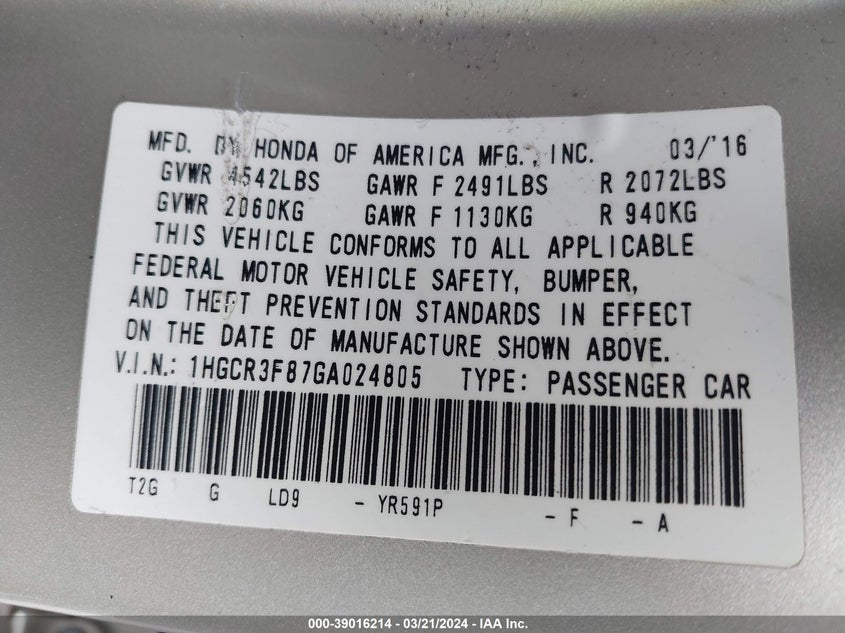 MFD. BY HONDA OF AMERICA MFG., INC. 03/'16
GVWR 4542LBS GAWR F 2491LBS R 2072LBS
GVWR 2060KG GAWR F 1130KG R 940KG
THIS VEHICLE CONFORMS TO ALL APPLICABLE
FEDERAL MOTOR VEHICLE SAFETY, BUMPER,
AND THEFT PREVENTION STANDARDS IN EFFECT
ON THE DATE OF MANUFACTURE SHOWN ABOVE.
V.I.N.: 1HGCR3F87GA024805 TYPE: PASSENGER CAR
T2G G LD9 - YR591P - F - A
000-39016214 - 03/21/2024 - IAA Inc.